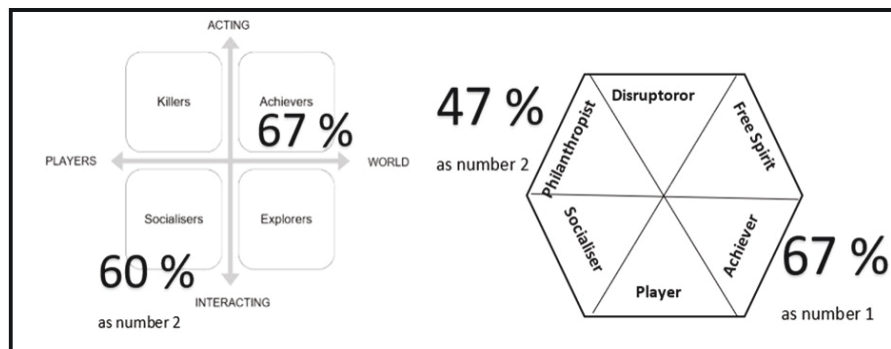 ACTING
Killers
Achievers
67 %
PLAYERS
WORLD
Socialisers
Explorers
60 %
as number 2
INTERACTING
47 %
as number 2
Disruptoror
Free Spirit
Philanthropist
Socialiser
Achiever
Player
67 %
as number 1